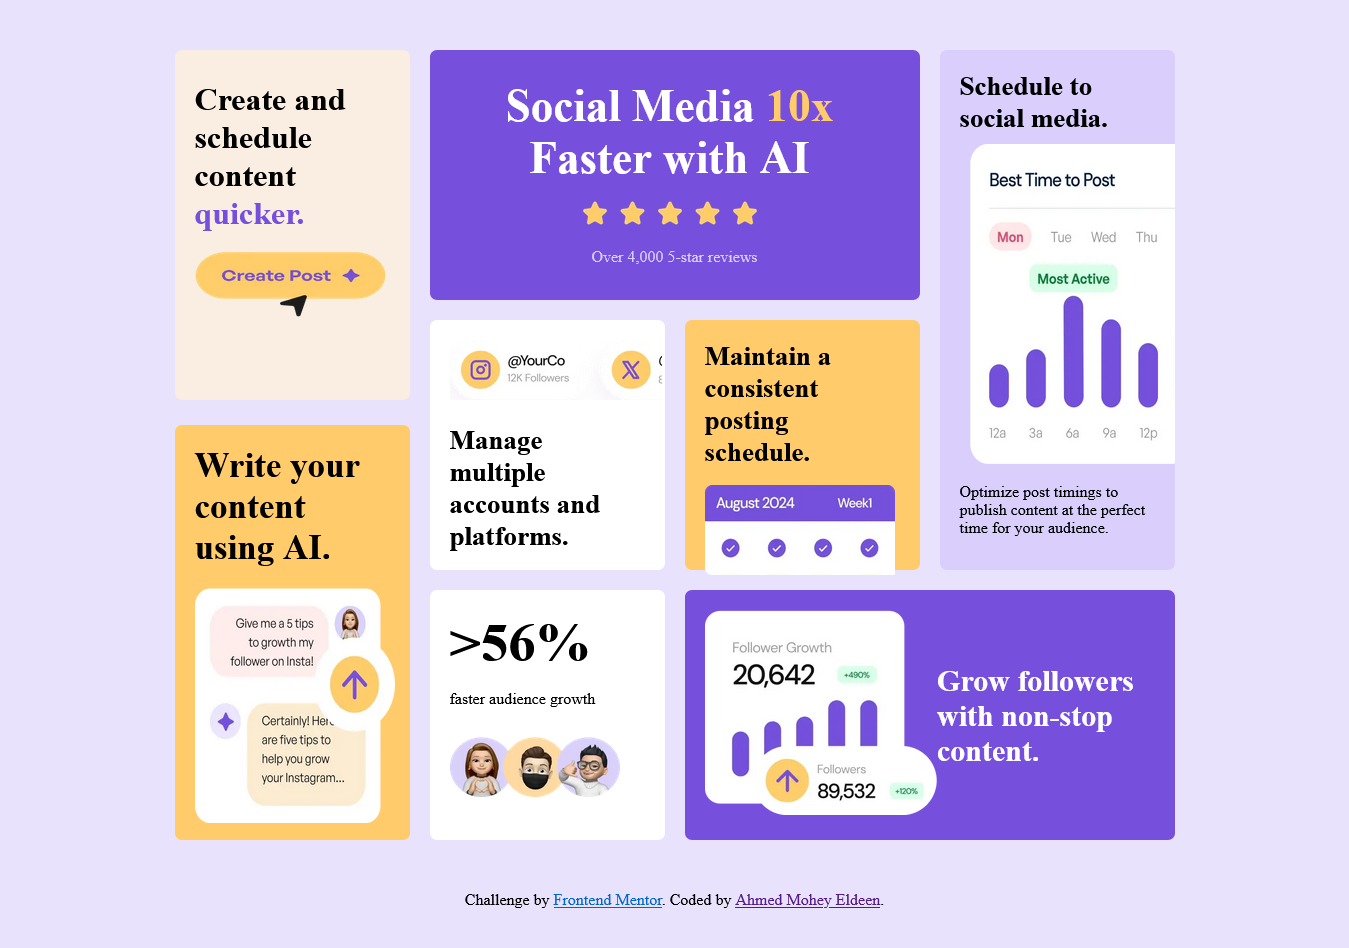 Create and
schedule
content
quicker.
Create Post
Social Media 10x
Faster with AI
Over 4,000 5-star reviews
Schedule to
social media.
Best Time to Post
Mon Tue Wed Thu
Most Active
12a 3a 6a 9a 12p
Optimize post timings to
publish content at the perfect
time for your audience.
@YourCo
12K Followers
Manage
multiple
accounts and
platforms.
Maintain a
consistent
posting
schedule.
August 2024 Week1
Write your
content
using AI.
Give me a 5 tips
to growth my
follower on Insta!
Certainly! Here
are five tips to
help you grow
your Instagram...
>56%
faster audience growth
Follower Growth
20,642 +490%
Followers
89,532 +120%
Grow followers
with non-stop
content.
Challenge by Frontend Mentor. Coded by Ahmed Mohey Eldeen.